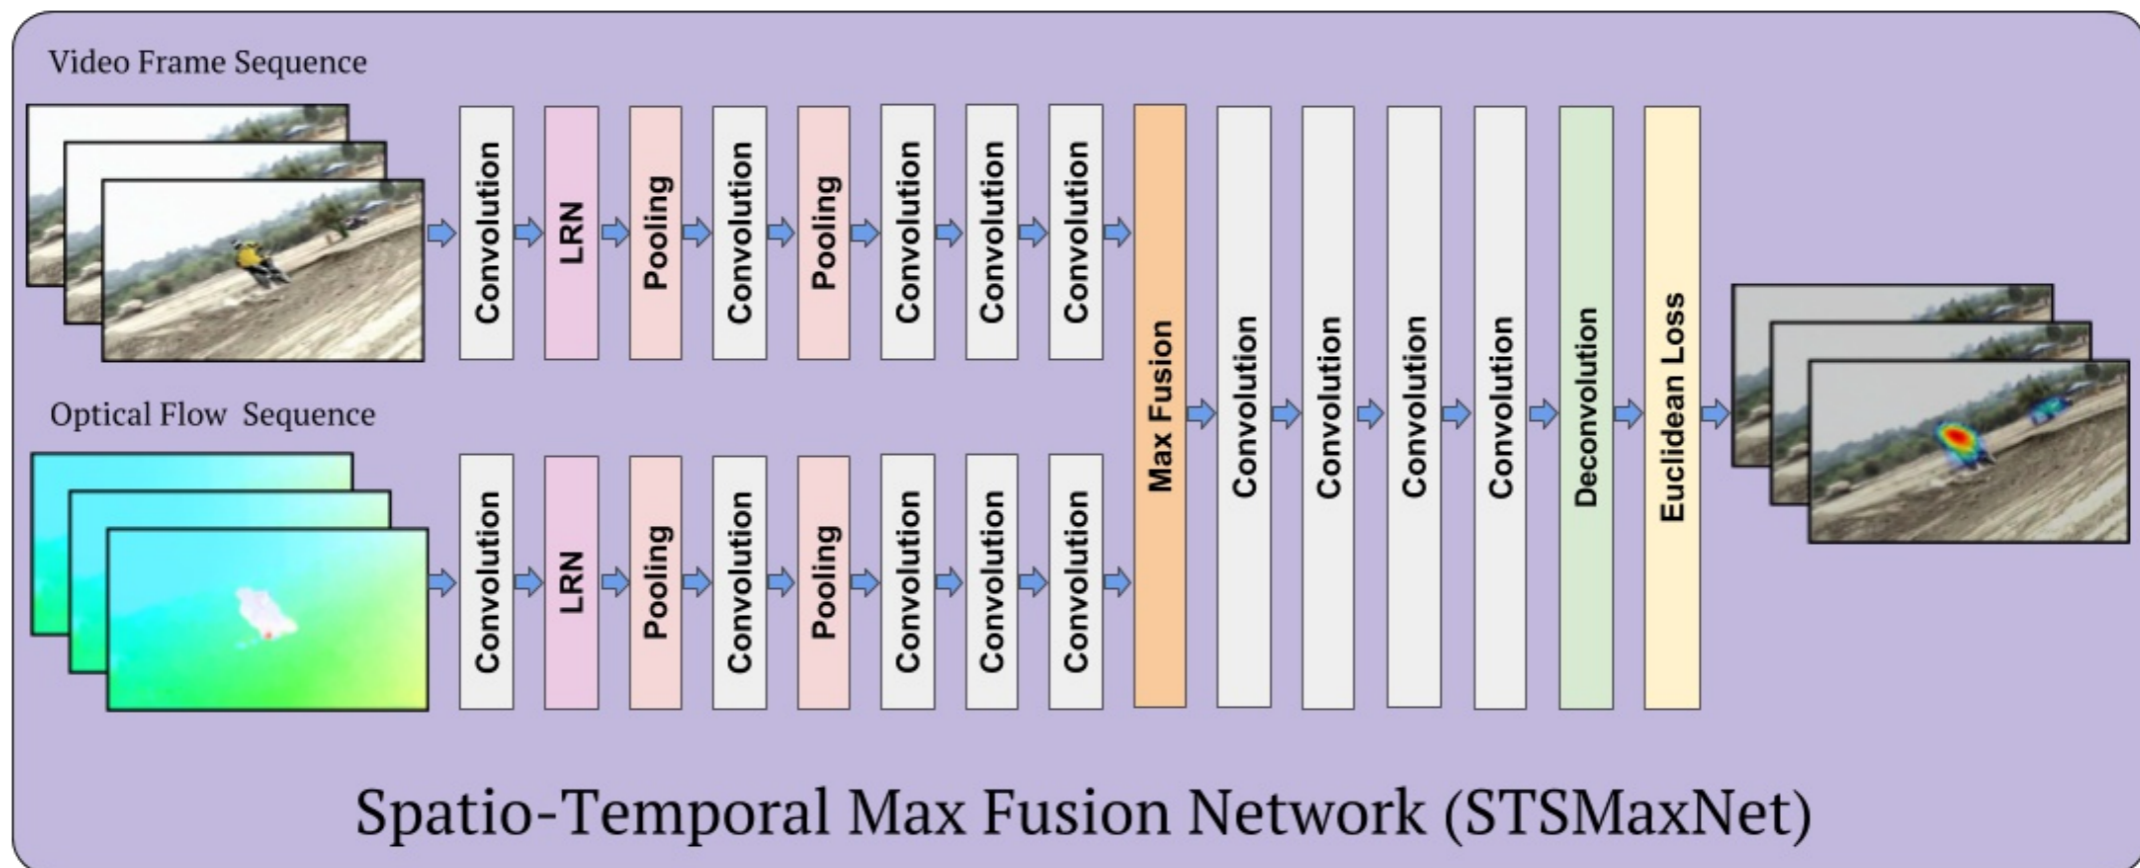 Video Frame Sequence
Convolution
LRN
Pooling
Convolution
Pooling
Convolution
Convolution
Convolution
Optical Flow Sequence
Convolution
LRN
Pooling
Convolution
Pooling
Convolution
Convolution
Convolution
Max Fusion
Convolution
Convolution
Convolution
Convolution
Deconvolution
Euclidean Loss
Spatio-Temporal Max Fusion Network (STSMaxNet)